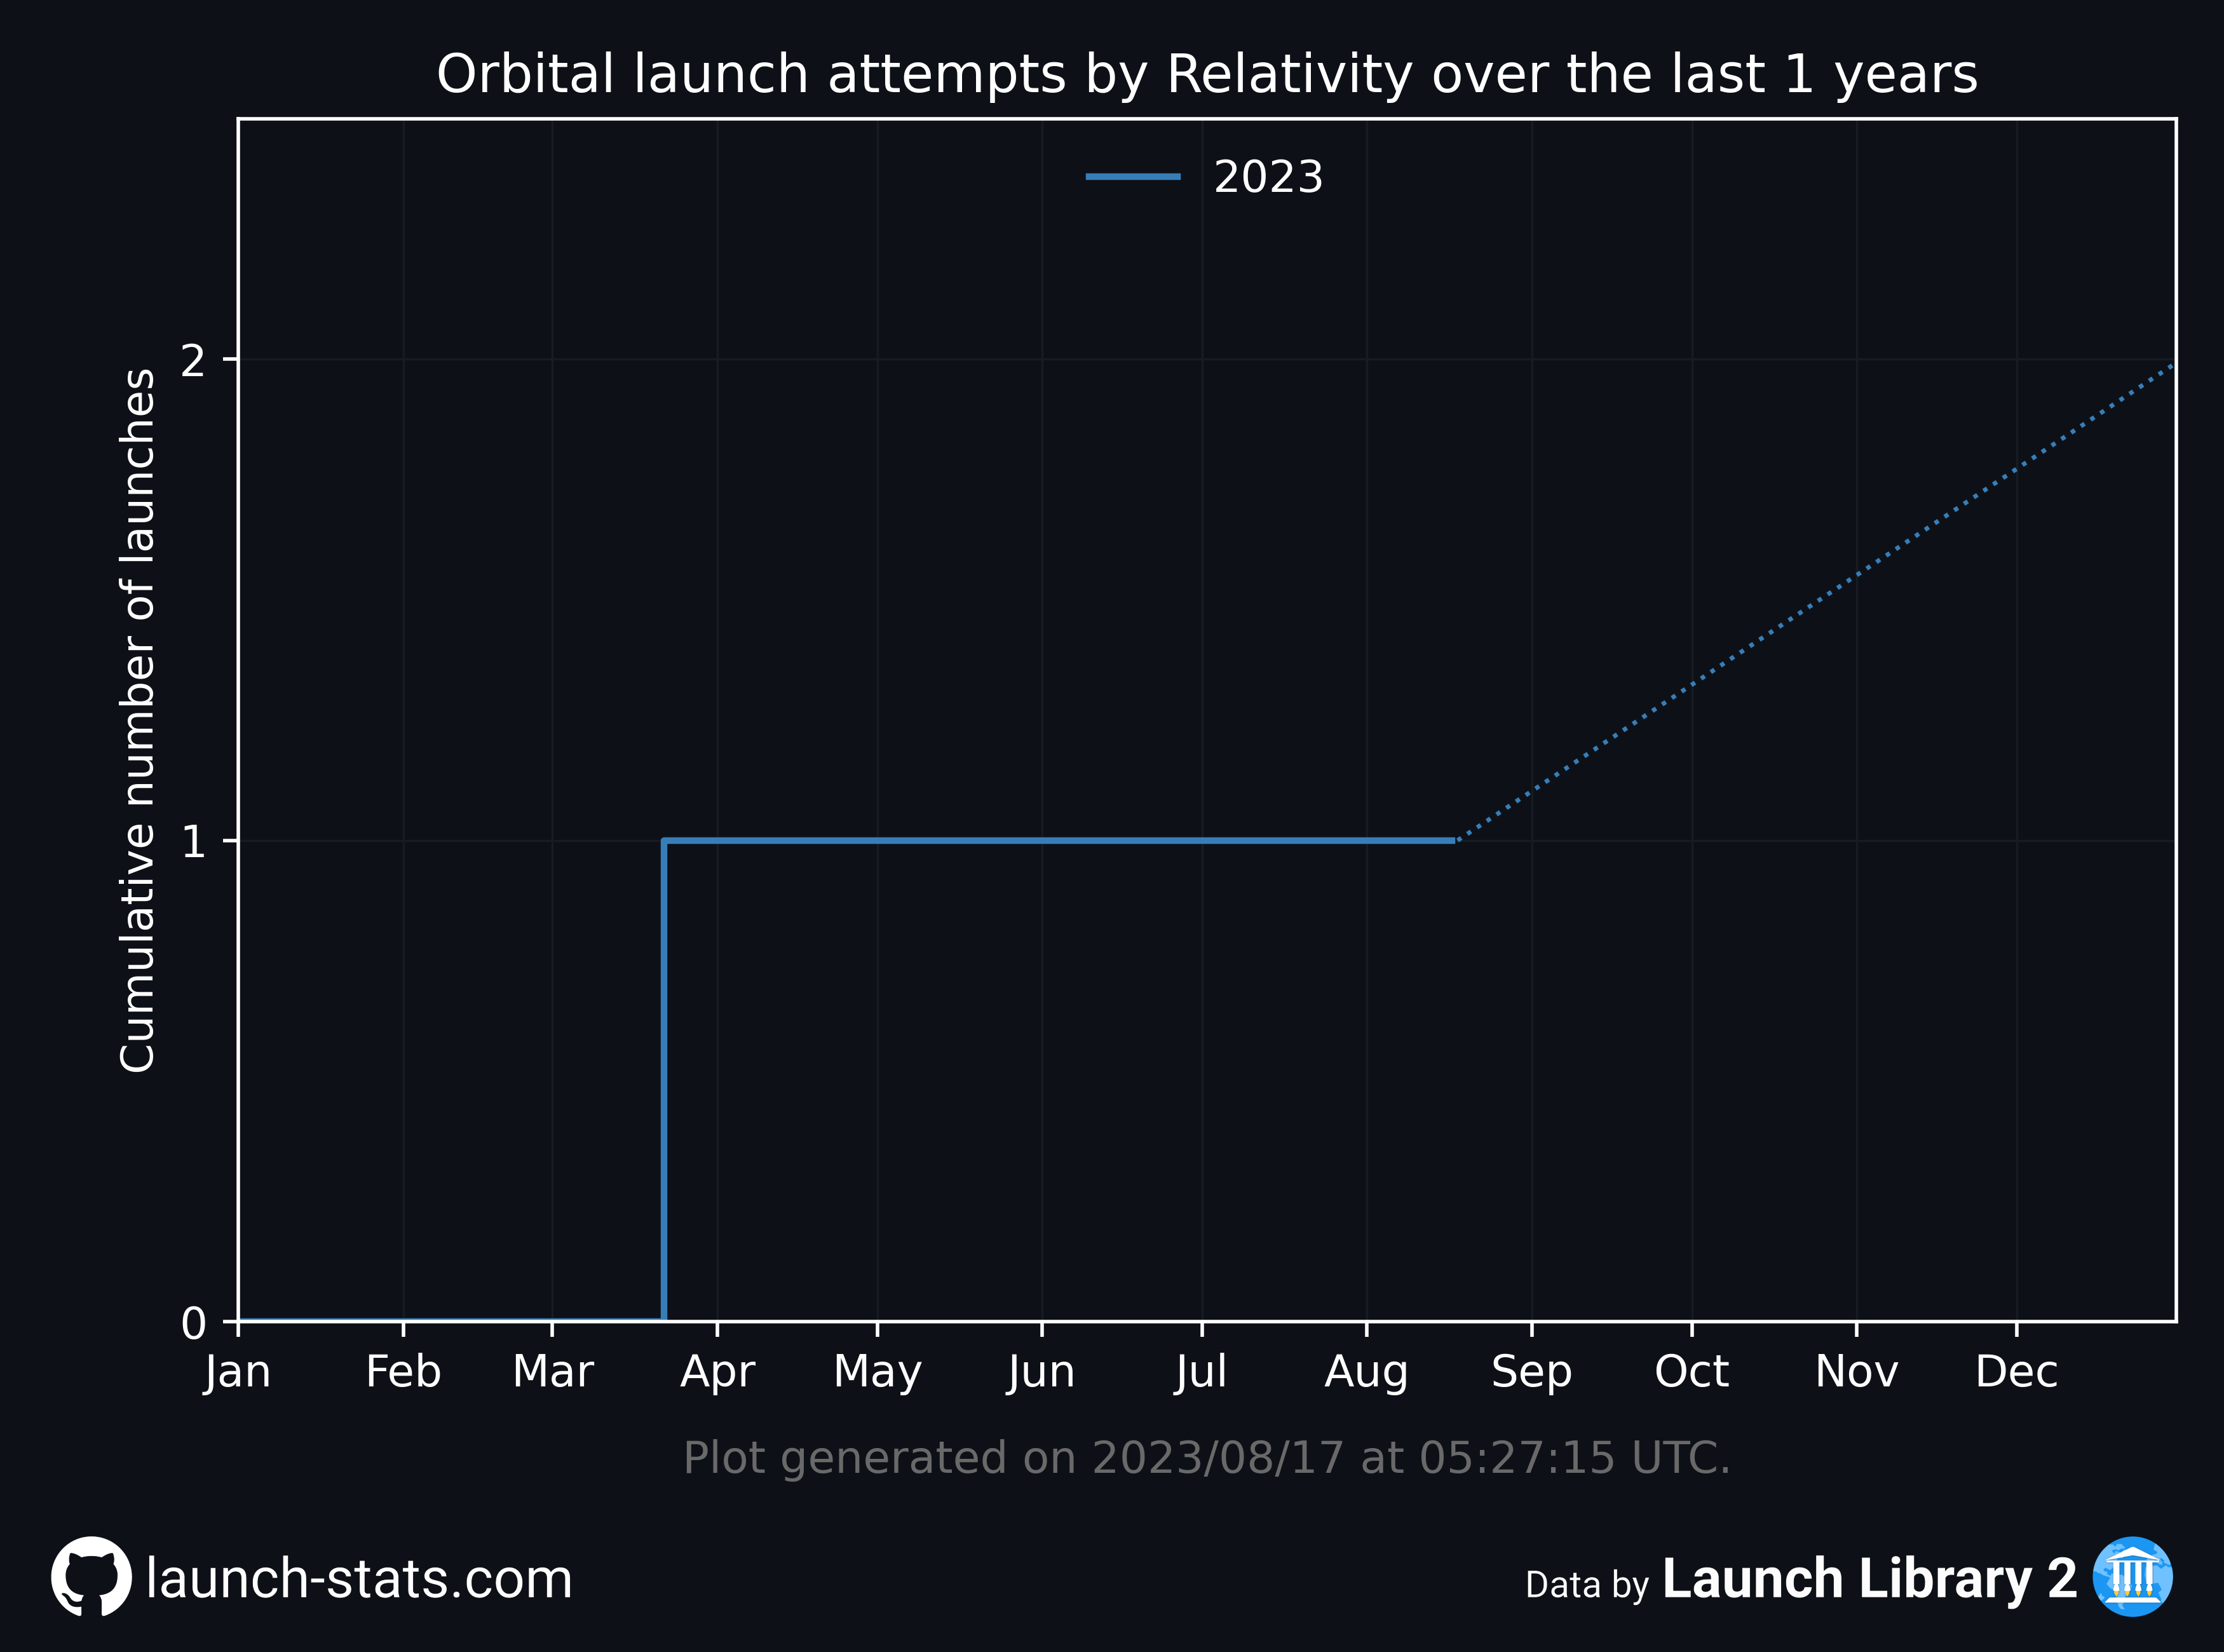 Orbital launch attempts by Relativity over the last 1 years
2023
Cumulative number of launches
2
1
0
Jan Feb Mar Apr May Jun Jul Aug Sep Oct Nov Dec
Plot generated on 2023/08/17 at 05:27:15 UTC.
launch-stats.com
Data by Launch Library 2